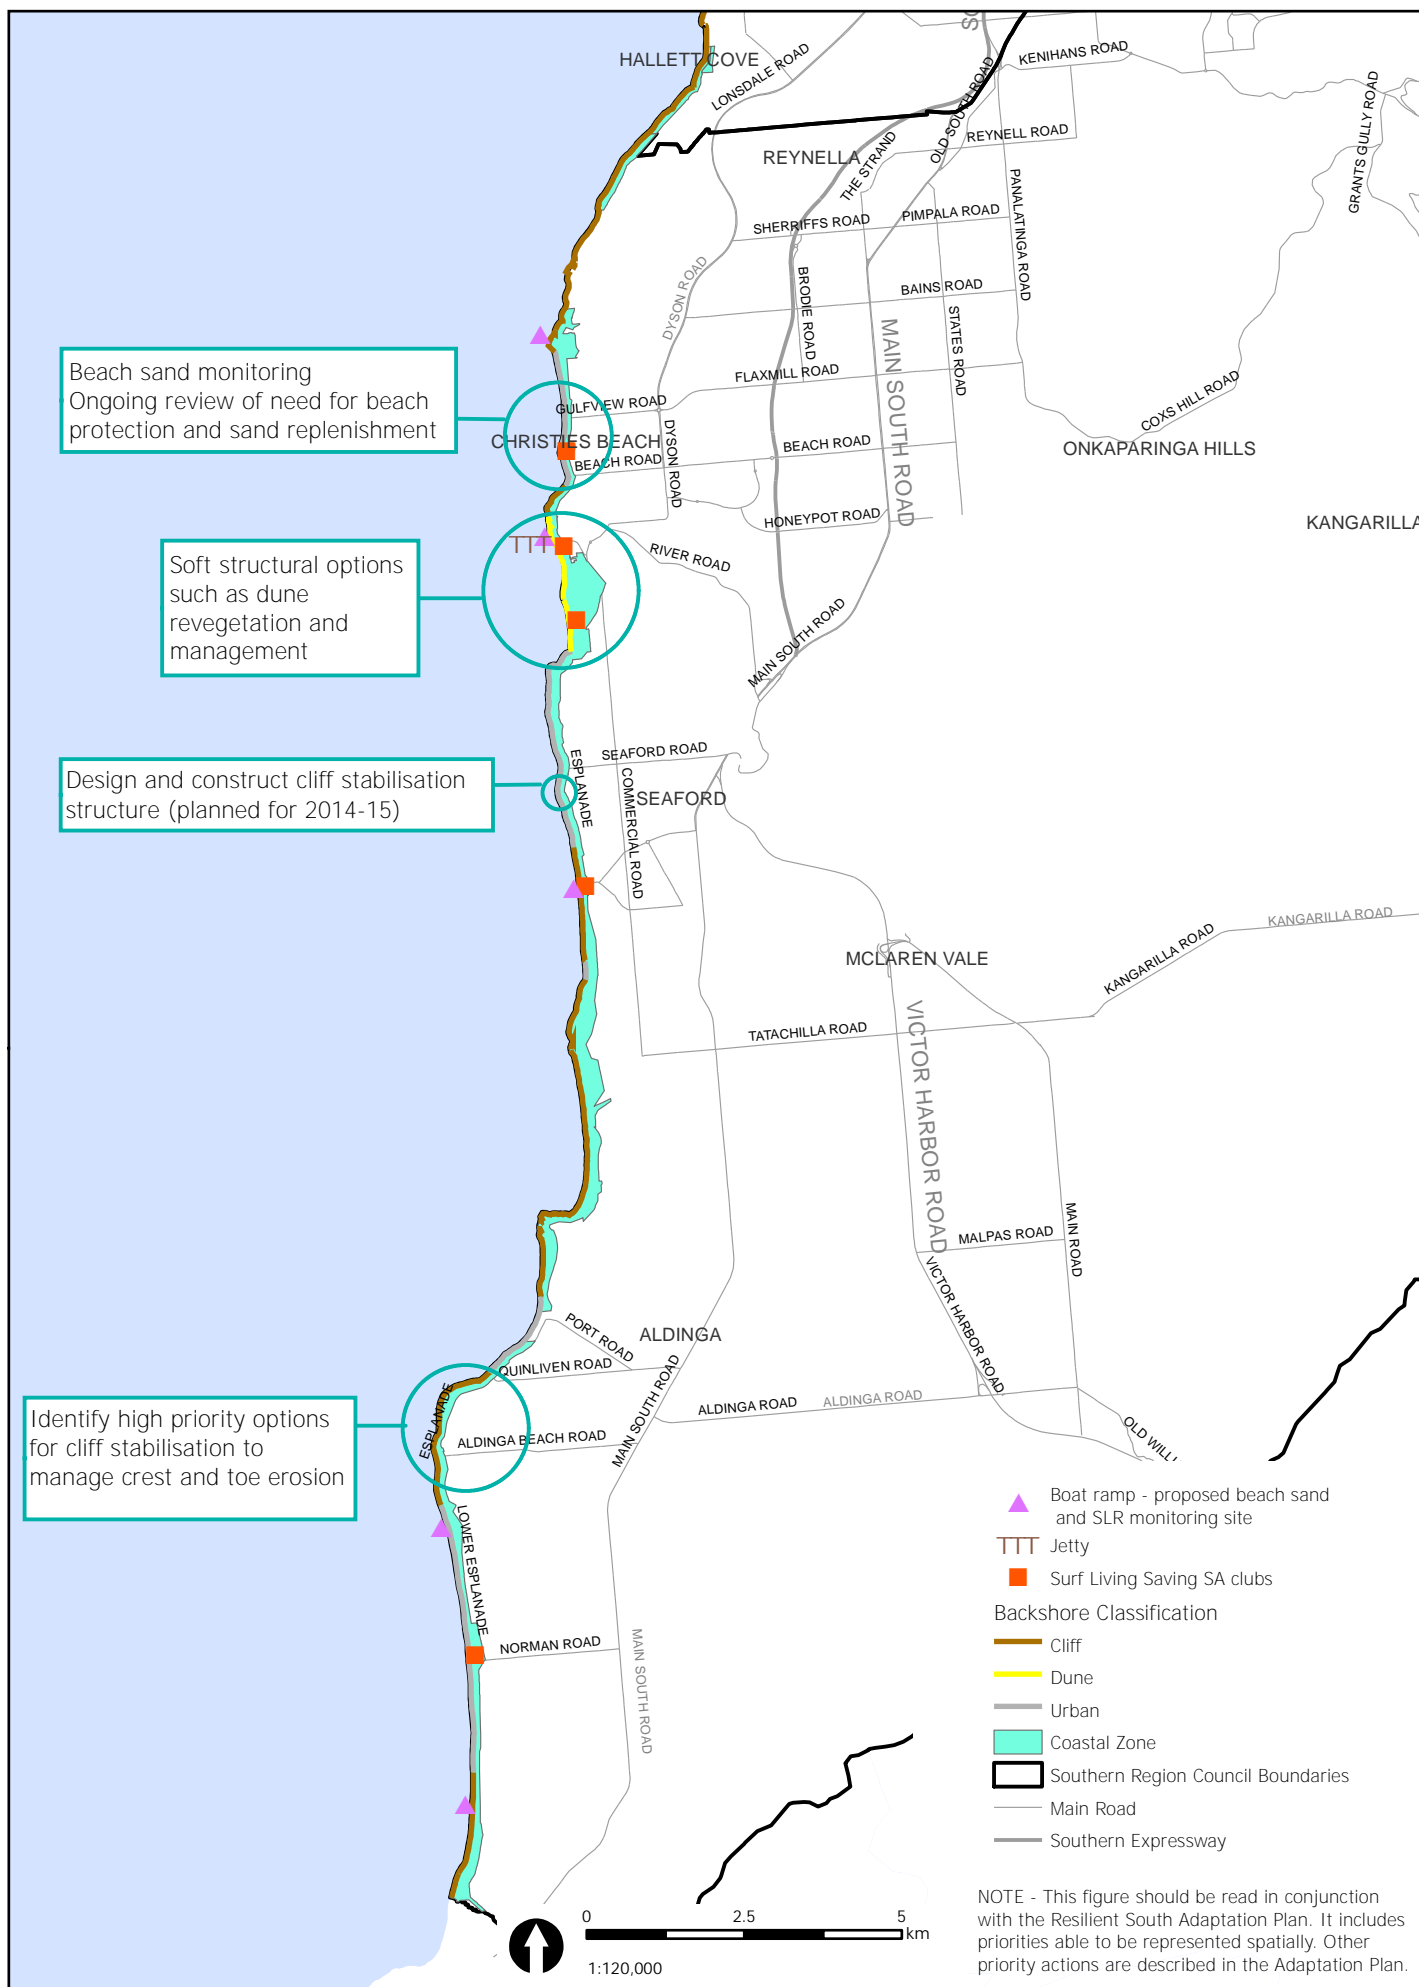 HALLETT COVE
LONSDALE ROAD
SO
KENIHANS ROAD
OLD SOUTH ROAD
REYNELL ROAD
GRANTS GULLY ROAD
REYNELLA
THE STRAND
PANALATINGA ROAD
SHERRIFFS ROAD
PIMPALA ROAD
DYSON ROAD
BRODIE ROAD
BAINS ROAD
MAIN SOUTH ROAD
STATES ROAD
Beach sand monitoring
Ongoing review of need for beach
protection and sand replenishment
FLAXMILL ROAD
COXS HILL ROAD
GULFVIEW ROAD
CHRISTIES BEACH
DYSON ROAD
BEACH ROAD
BEACH ROAD
ONKAPARINGA HILLS
HONEYPOT ROAD
KANGARILLA
RIVER ROAD
Soft structural options
such as dune
revegetation and
management
MAIN SOUTH ROAD
SEAFORD ROAD
ESPLANADE
COMMERCIAL ROAD
SEAFORD
Design and construct cliff stabilisation
structure (planned for 2014-15)
KANGARILLA ROAD
KANGARILLA ROAD
MCLAREN VALE
VICTOR HARBOR ROAD
TATACHILLA ROAD
MALPAS ROAD
MAIN ROAD
VICTOR HARBOR ROAD
PORT ROAD
ALDINGA
QUINLIVEN ROAD
MAIN SOUTH ROAD
ALDINGA ROAD
ALDINGA ROAD
ESPLANADE
ALDINGA BEACH ROAD
OLD WILLI
Identify high priority options
for cliff stabilisation to
manage crest and toe erosion
LOWER ESPLANADE
NORMAN ROAD
MAIN SOUTH ROAD
Boat ramp - proposed beach sand
and SLR monitoring site
Jetty
Surf Living Saving SA clubs
Backshore Classification
Cliff
Dune
Urban
Coastal Zone
Southern Region Council Boundaries
Main Road
Southern Expressway
0 2.5 5
km
1:120,000
NOTE - This figure should be read in conjunction
with the Resilient South Adaptation Plan. It includes
priorities able to be represented spatially. Other
priority actions are described in the Adaptation Plan.